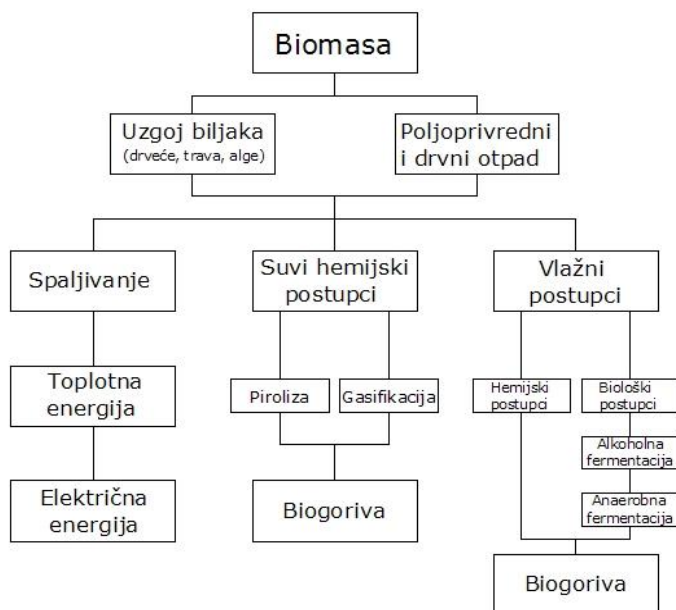 Biomasa
Uzgoj biljaka
(drveće, trava, alge)
Poljoprivredni
i drvni otpad
Spaljivanje
Suvi hemijski
postupci
Vlažni
postupci
Toplotna
energija
Piroliza
Gasifikacija
Hemijski
postupci
Biološki
postupci
Alkoholna
fermentacija
Električna
energija
Biogoriva
Anaerobna
fermentacija
Biogoriva